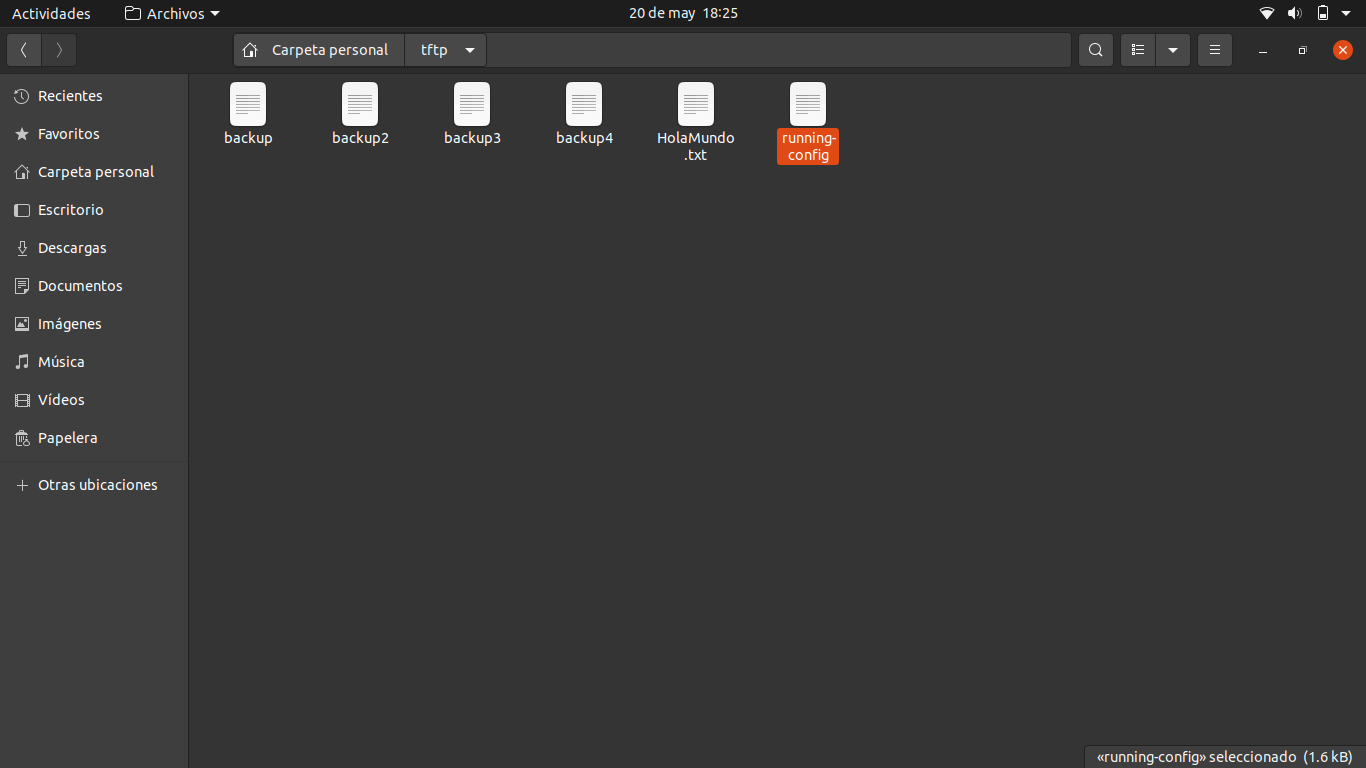 Actividades
Archivos
20 de may 18:25
Carpeta personal
tftp
Recientes
Favoritos
Carpeta personal
Escritorio
Descargas
Documentos
Imágenes
Música
Vídeos
Papelera
Otras ubicaciones
backup
backup2
backup3
backup4
HolaMundo
.txt
running-
config
«running-config» seleccionado (1.6 kB)